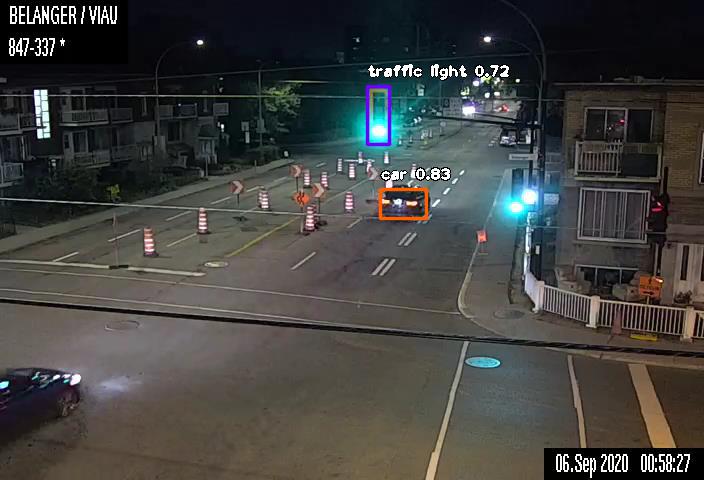 BELANGER / VIAU
847-337 *
traffic light 0.72
car 0.83
06.Sep 2020 00:58:27